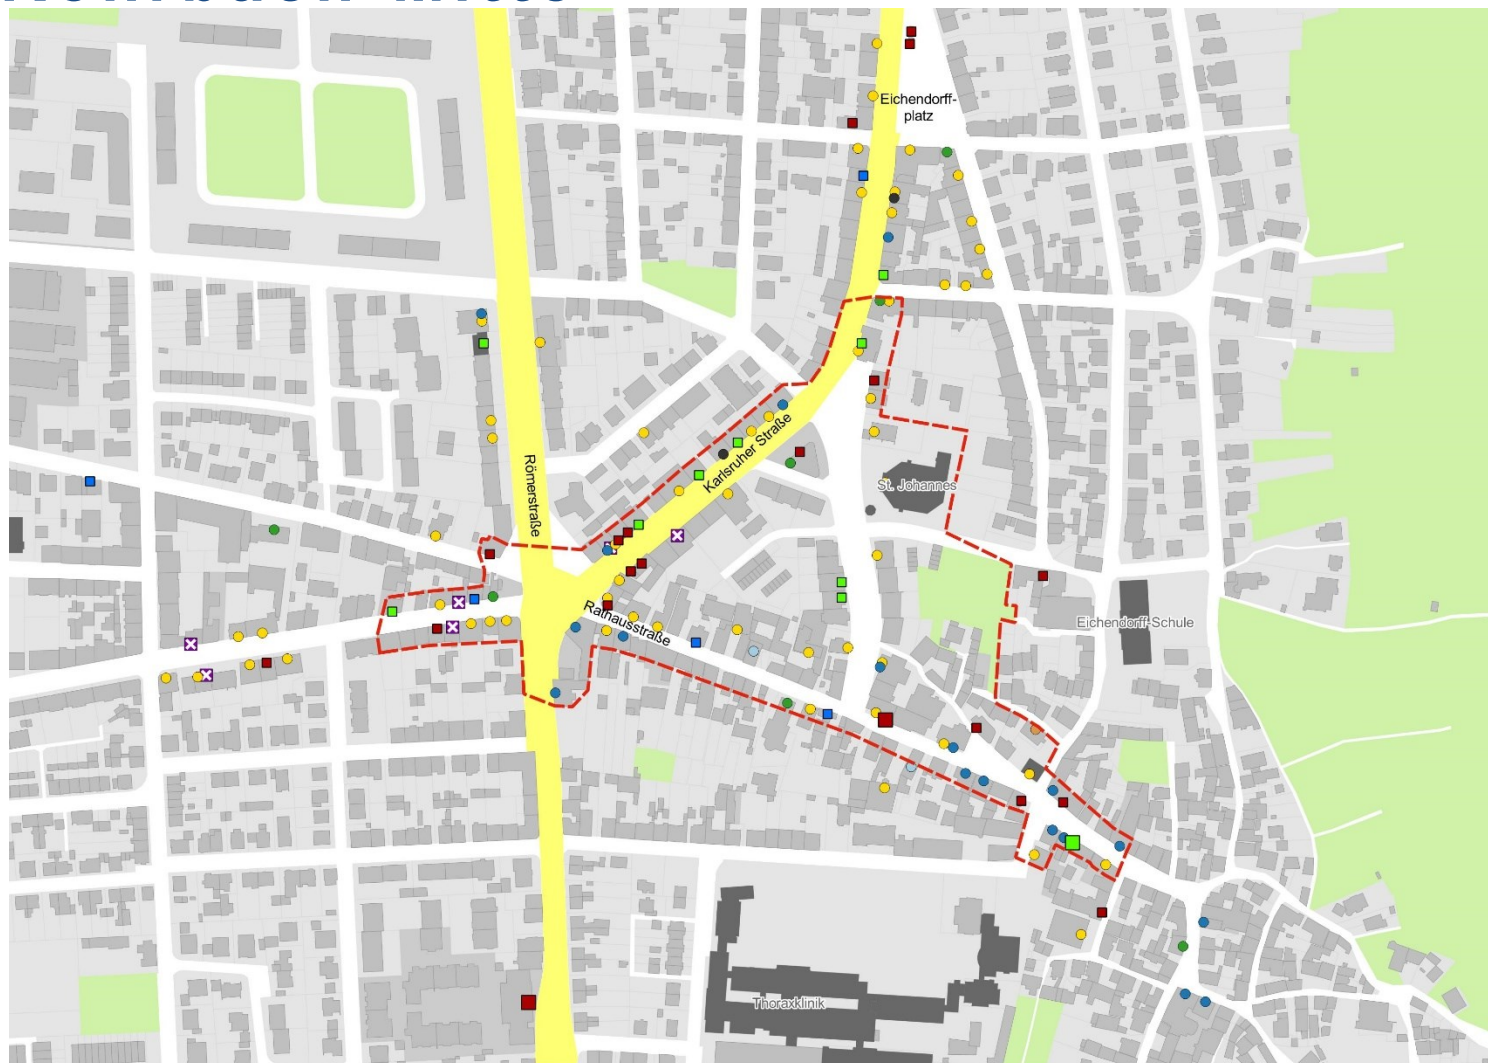 Eichendorff-
platz
Karlsruher Straße
Römerstraße
St. Johannes
Rathausstraße
Eichendorff-Schule
Thoraxklinik